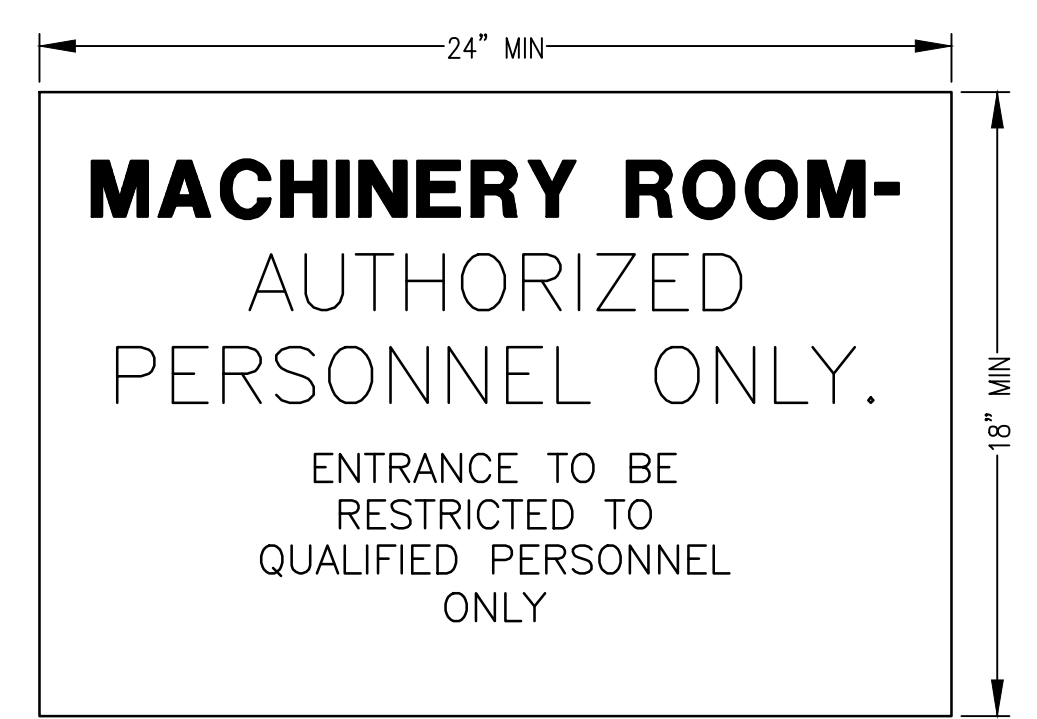 24” MIN
MACHINERY ROOM-
AUTHORIZED
PERSONNEL ONLY.
ENTRANCE TO BE
RESTRICTED TO
QUALIFIED PERSONNEL
ONLY
18” MIN